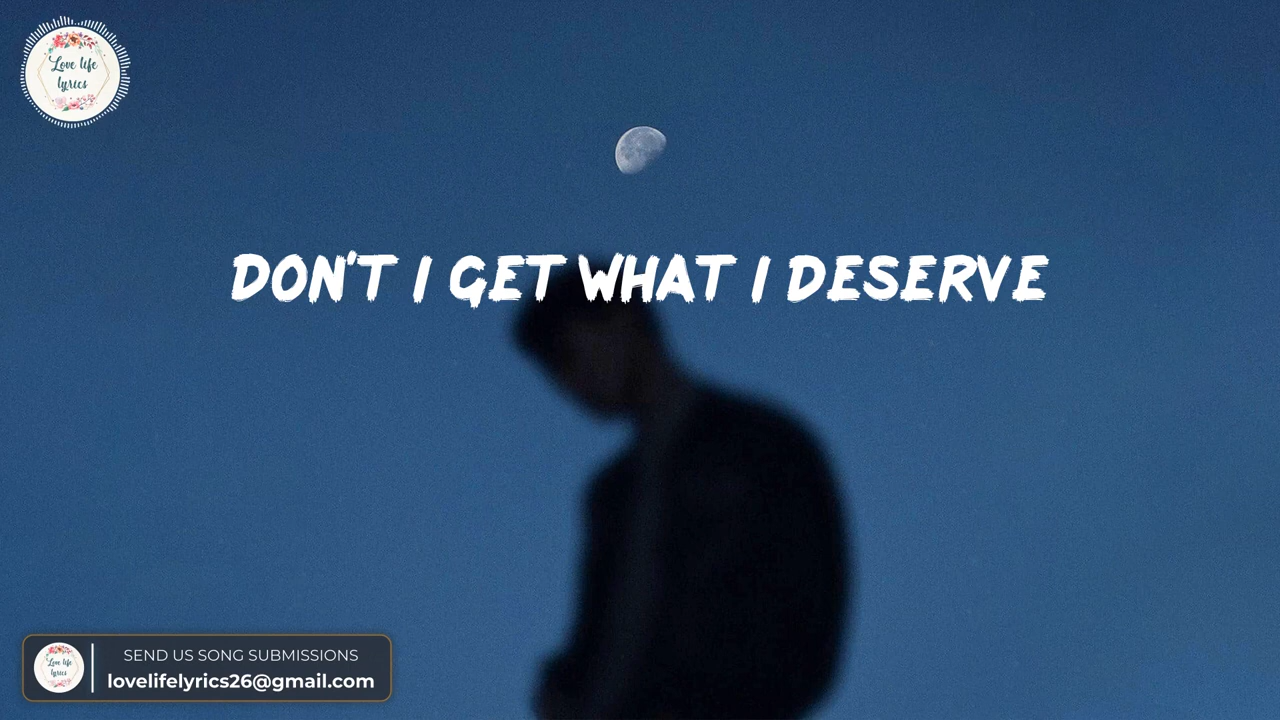 Love life
lyrics
DON'T I GET WHAT I DESERVE
Love life
lyrics
SEND US SONG SUBMISSIONS
lovelifelyrics26@gmail.com